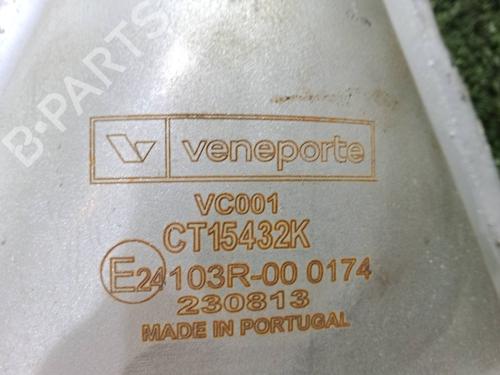 B-PARTS
veneporte
VC001
CT15432K
E24 103R-00 0174
230813
MADE IN PORTUGAL